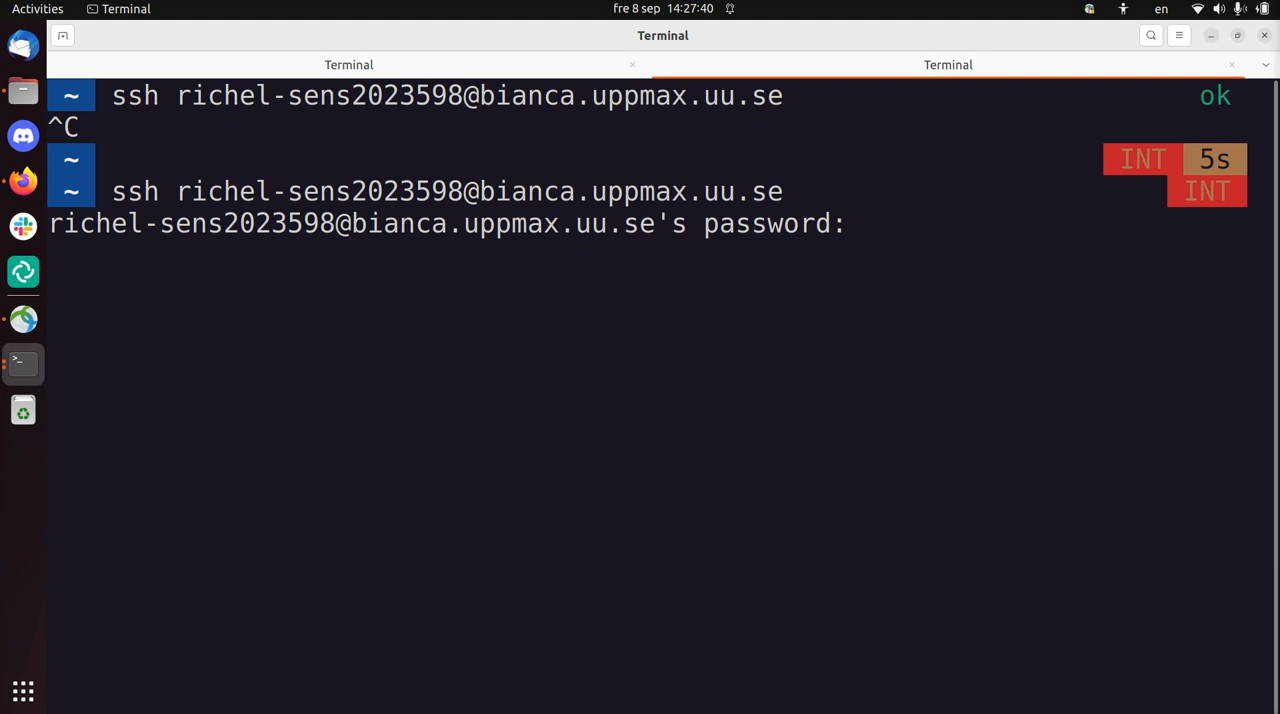 Activities Terminal fre 8 sep 14:27:40 en
Terminal
Terminal Terminal
~ ssh richel-sens2023598@bianca.uppmax.uu.se ok
^C
~ INT 5s
~ ssh richel-sens2023598@bianca.uppmax.uu.se INT
richel-sens2023598@bianca.uppmax.uu.se's password: